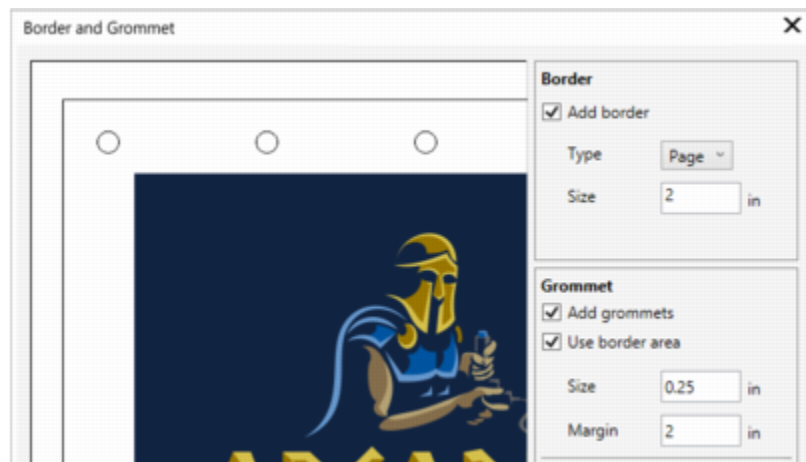 Border and Grommet
Border
Add border
Type Page
Size 2 in
Grommet
Add grommets
Use border area
Size 0.25 in
Margin 2 in